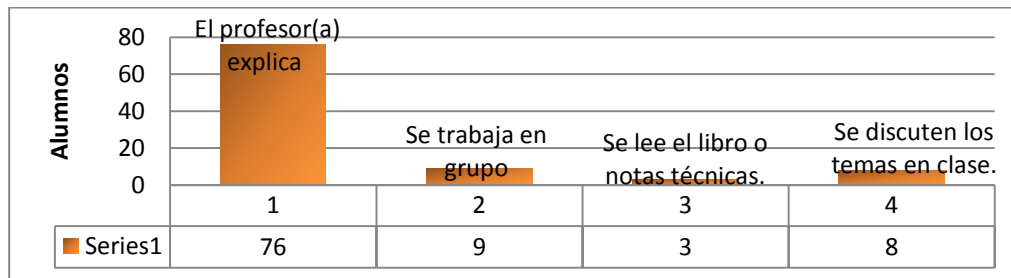 El profesor(a)
explica
80
60
40
20
0
Alumnos
Se trabaja en
grupo
Se lee el libro o
notas técnicas.
Se discuten los
temas en clase.
1 2 3 4
Series1 76 9 3 8